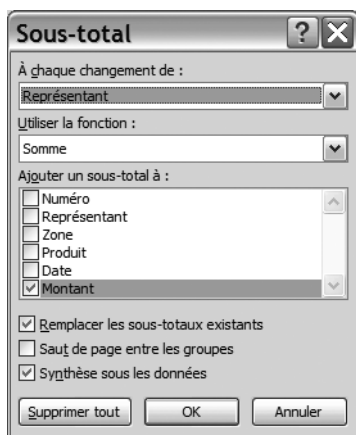 Sous-total
?
À chaque changement de :
Représentant
Utiliser la fonction :
Somme
Ajouter un sous-total à :
Numéro
Représentant
Zone
Produit
Date
Montant
Remplacer les sous-totaux existants
Saut de page entre les groupes
Synthèse sous les données
Supprimer tout OK Annuler